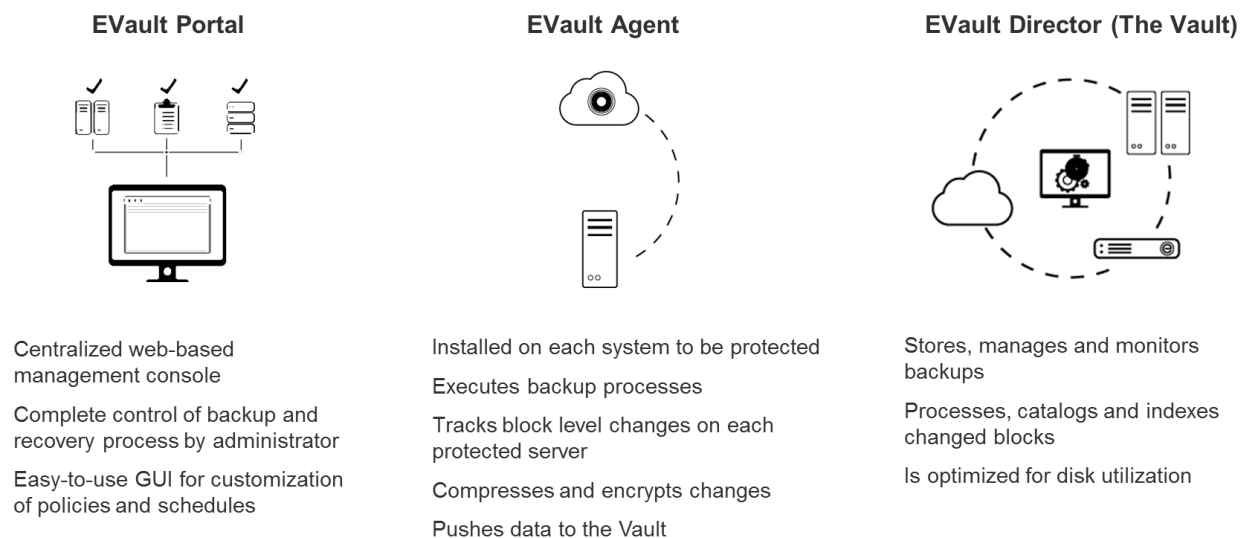 EVault Portal
Centralized web-based
management console
Complete control of backup and
recovery process by administrator
Easy-to-use GUI for customization
of policies and schedules
EVault Agent
Installed on each system to be protected
Executes backup processes
Tracks block level changes on each
protected server
Compresses and encrypts changes
Pushes data to the Vault
EVault Director (The Vault)
Stores, manages and monitors
backups
Processes, catalogs and indexes
changed blocks
Is optimized for disk utilization